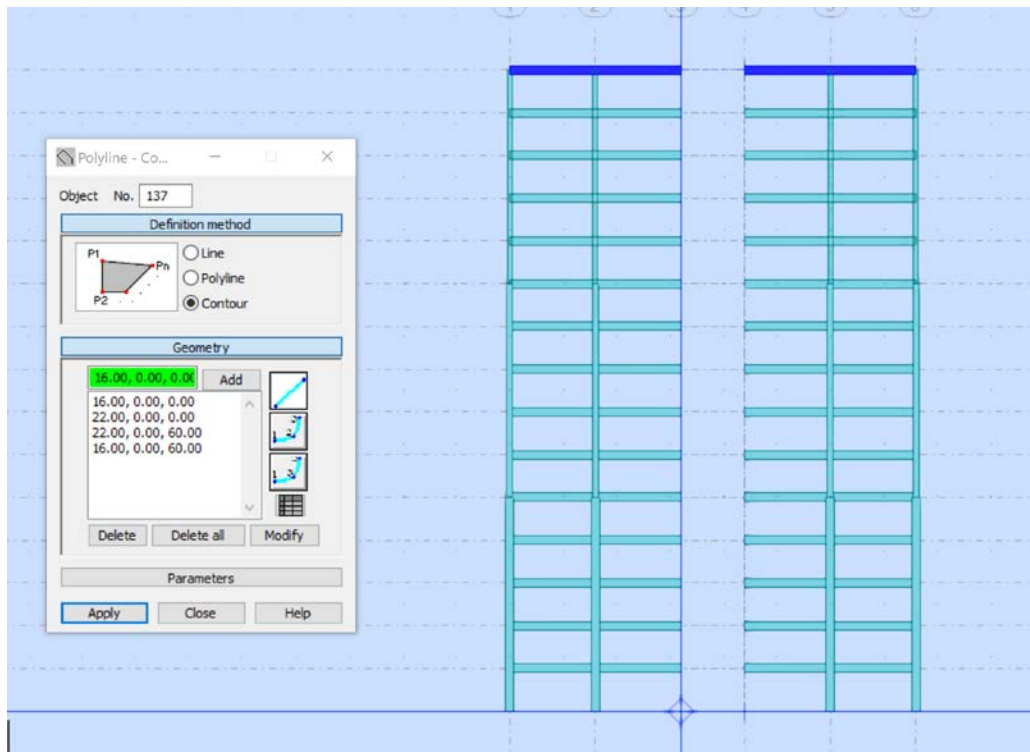 Polyline - Co...
Object No. 137
Definition method
P1
Pn
P2
Line
Polyline
Contour
Geometry
16.00, 0.00, 0.0
Add
16.00, 0.00, 0.00
22.00, 0.00, 0.00
22.00, 0.00, 60.00
16.00, 0.00, 60.00
Delete
Delete all
Modify
Parameters
Apply
Close
Help